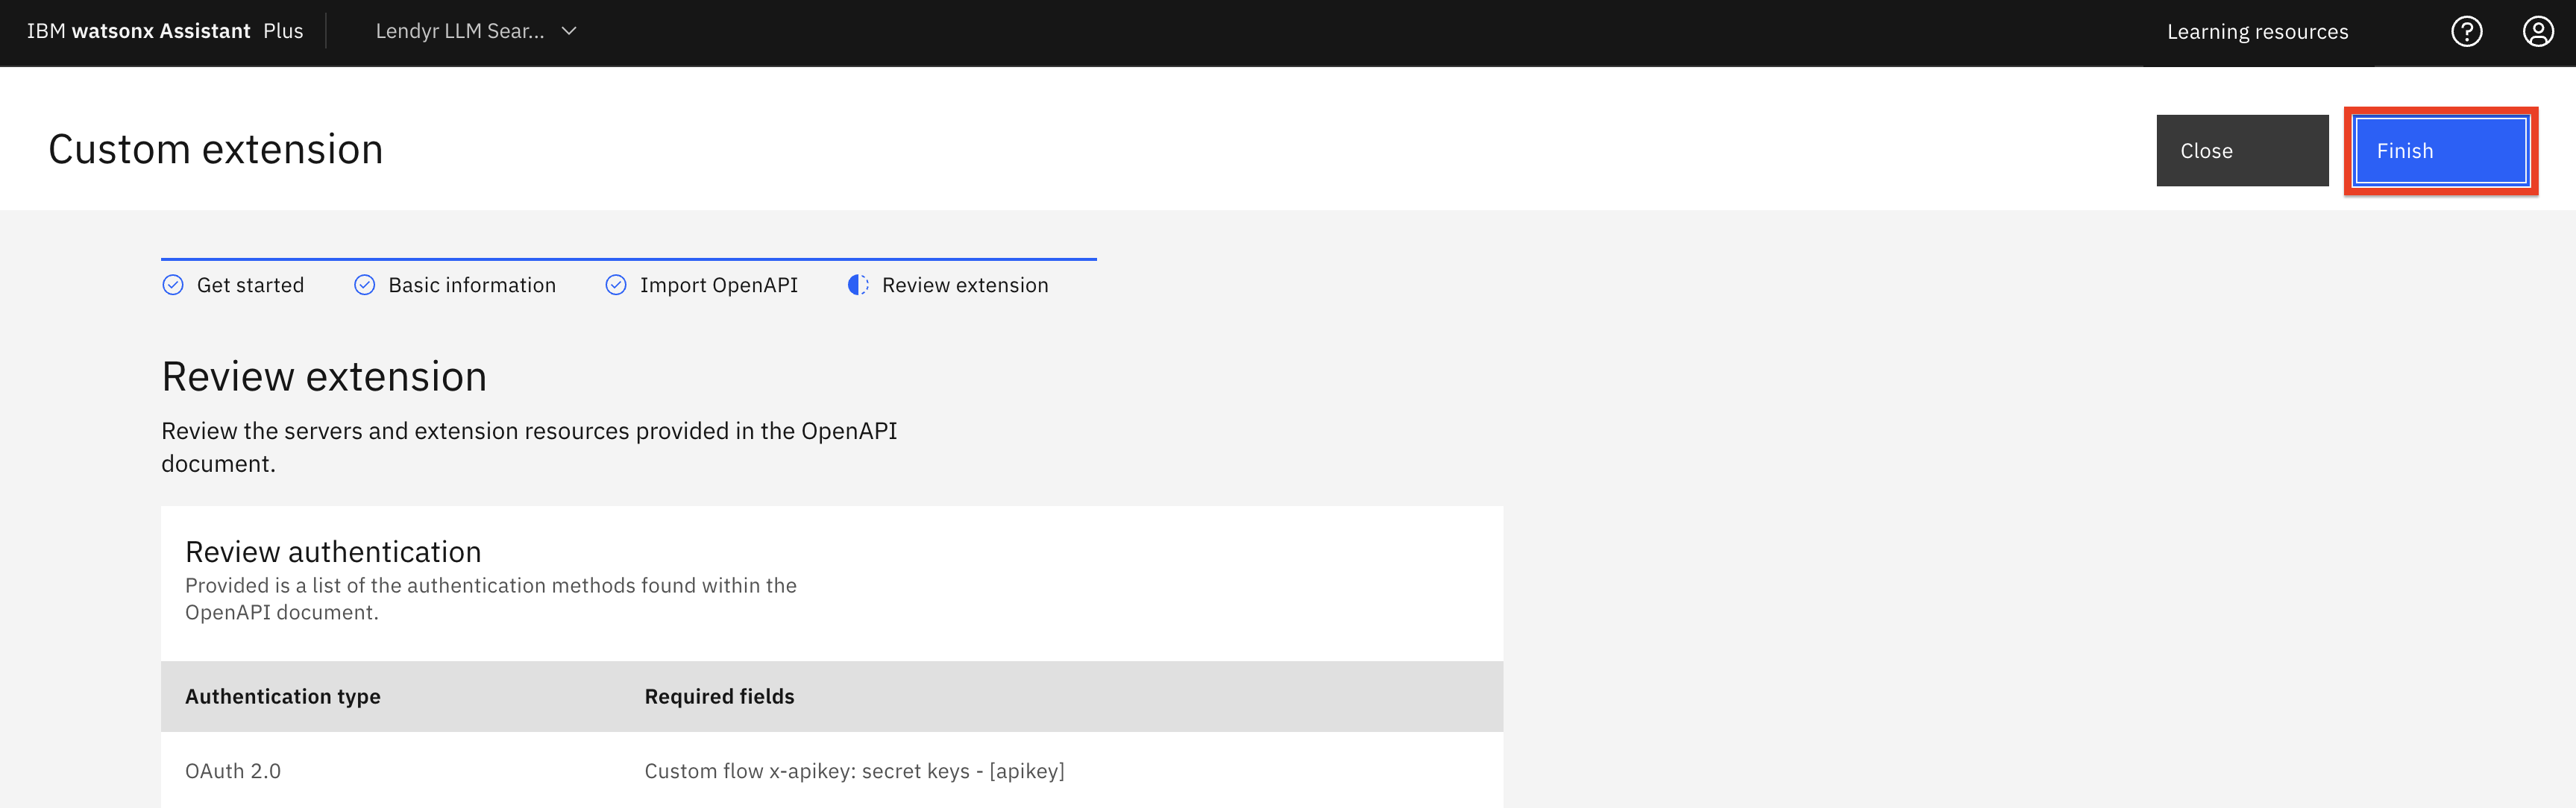 IBM watsonx Assistant Plus
Lendyr LLM Sear...
Learning resources
Custom extension
Close
Finish
Get started
Basic information
Import OpenAPI
Review extension
Review extension
Review the servers and extension resources provided in the OpenAPI
document.
Review authentication
Provided is a list of the authentication methods found within the
OpenAPI document.
Authentication type
Required fields
OAuth 2.0
Custom flow x-apikey: secret keys - [apikey]